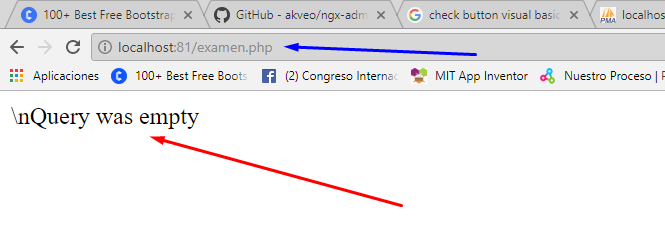 100+ Best Free Bootstrap
GitHub - akveo/ngx-adm
check button visual basic
PMA
localhos
localhost:81/examen.php
Aplicaciones
100+ Best Free Boots
(2) Congreso Internac
MIT App Inventor
Nuestro Proceso | P
\nQuery was empty